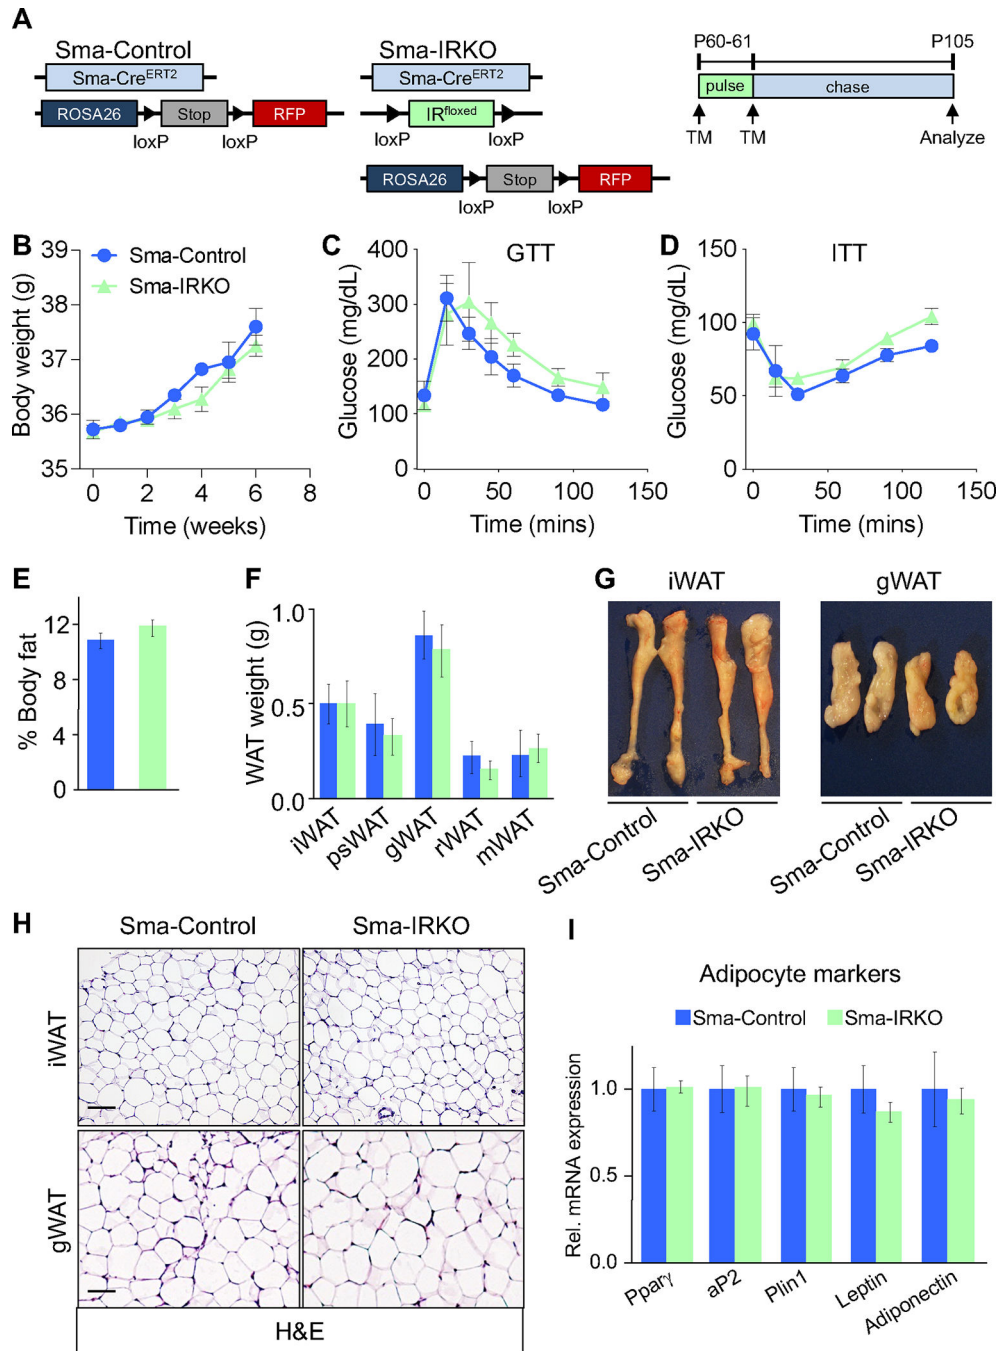 A
Sma-Control
Sma-Cre^ERT2
ROSA26 Stop RFP
loxP loxP
Sma-IRKO
Sma-Cre^ERT2
IR^floxed
loxP loxP
ROSA26 Stop RFP
loxP loxP
P60-61 P105
pulse chase
TM TM Analyze
B
Sma-Control
Sma-IRKO
Body weight (g)
39
38
37
36
35
0 2 4 6 8
Time (weeks)
C
GTT
Glucose (mg/dL)
400
300
200
100
0
0 50 100 150
Time (mins)
D
ITT
Glucose (mg/dL)
150
100
50
0
0 50 100 150
Time (mins)
E
% Body fat
12
8
4
0
F
WAT weight (g)
1.0
0.5
0.0
iWAT psWAT gWAT rWAT mWAT
G
iWAT gWAT
Sma-Control Sma-IRKO Sma-Control Sma-IRKO
H
Sma-Control Sma-IRKO
iWAT
gWAT
H&E
I
Adipocyte markers
Sma-Control Sma-IRKO
Rel. mRNA expression
1.0
0.5
0.0
Pparγ aP2 Plin1 Leptin Adiponectin